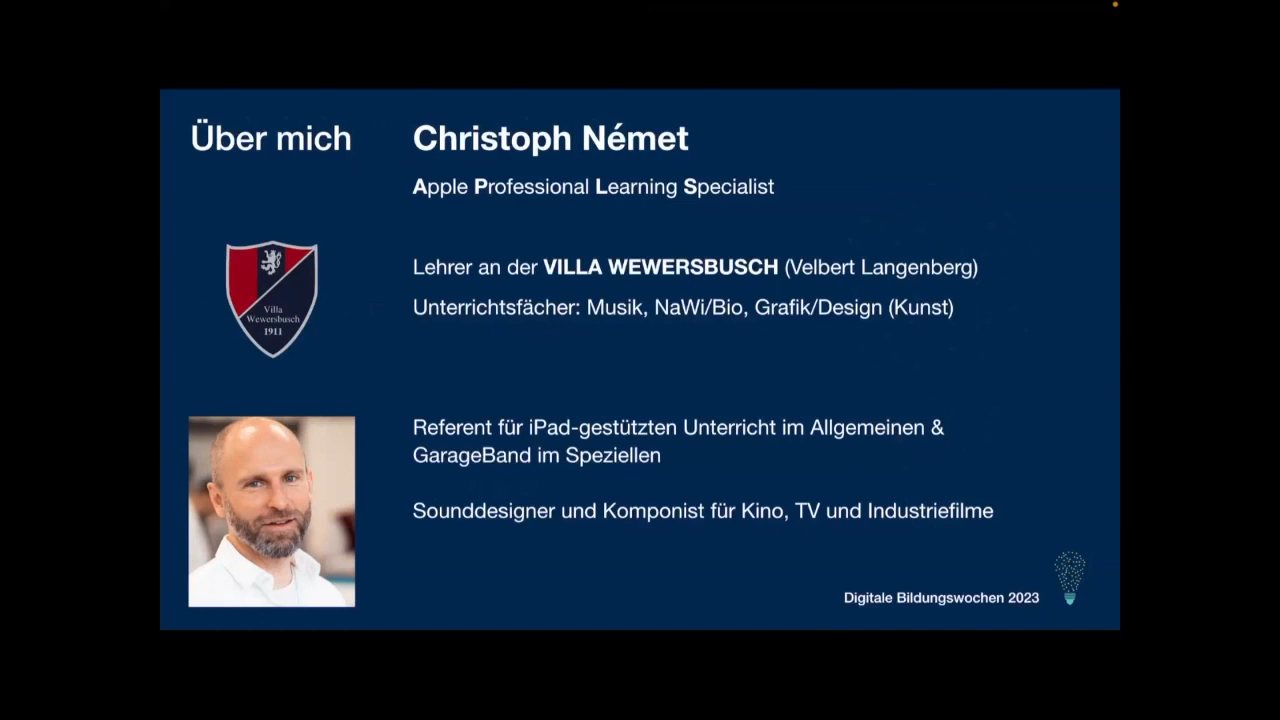 Über mich
Christoph Német
Apple Professional Learning Specialist
Villa
Wewersbusch
1911
Lehrer an der VILLA WEWERSBUSCH (Velbert Langenberg)
Unterrichtsfächer: Musik, NaWi/Bio, Grafik/Design (Kunst)
Referent für iPad-gestützten Unterricht im Allgemeinen &
GarageBand im Speziellen
Sounddesigner und Komponist für Kino, TV und Industriefilme
Digitale Bildungswochen 2023